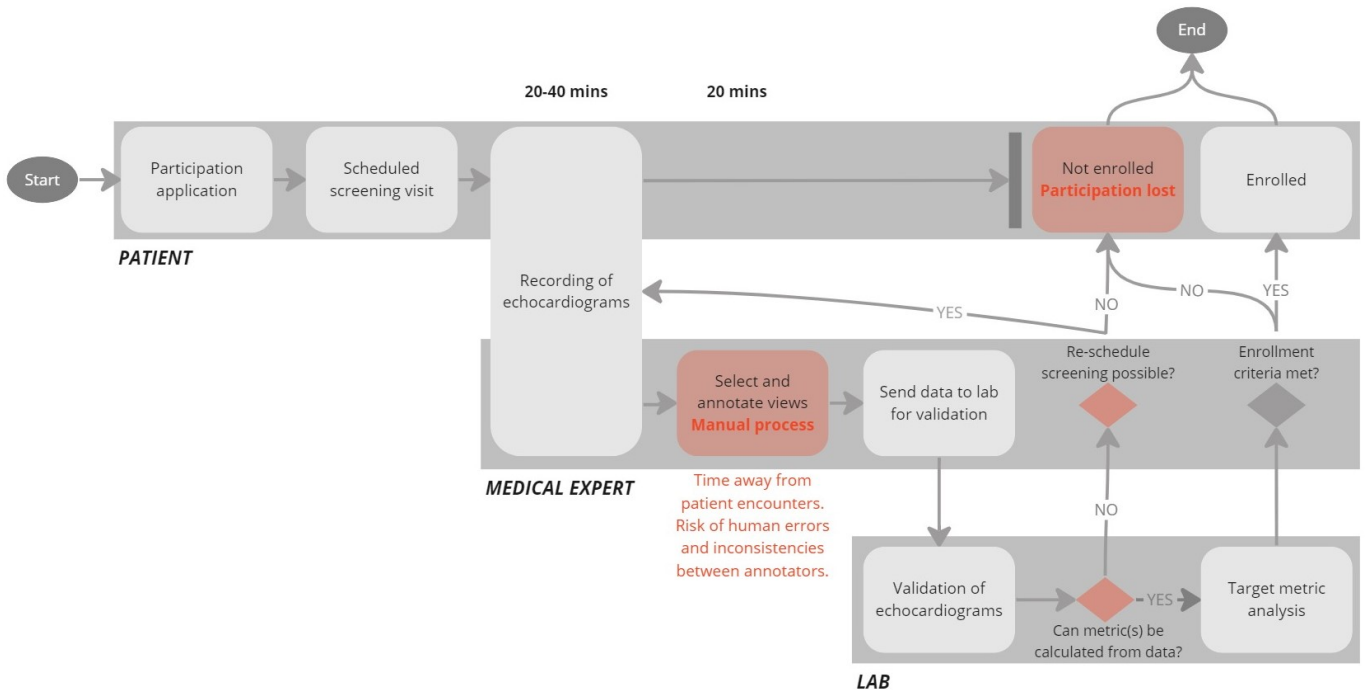 End
20-40 mins
20 mins
Start
Participation
application
Scheduled
screening visit
Not enrolled
Participation lost
Enrolled
PATIENT
Recording of
echocardiograms
YES
NO
NO
YES
Re-schedule
screening possible?
Enrollment
criteria met?
Select and
annotate views
Manual process
Send data to lab
for validation
MEDICAL EXPERT
Time away from
patient encounters.
Risk of human errors
and inconsistencies
between annotators.
NO
Validation of
echocardiograms
YES
Target metric
analysis
Can metric(s) be
calculated from data?
LAB